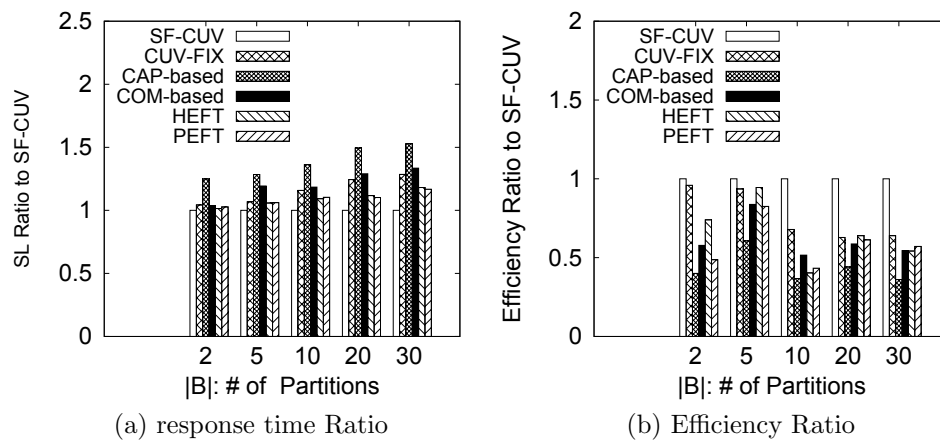 2.5
2
1.5
1
0.5
0
SL Ratio to SF-CUV
SF-CUV
CUV-FIX
CAP-based
COM-based
HEFT
PEFT
2 5 10 20 30
|B|: # of Partitions
(a) response time Ratio
2
1.5
1
0.5
0
Efficiency Ratio to SF-CUV
SF-CUV
CUV-FIX
CAP-based
COM-based
HEFT
PEFT
2 5 10 20 30
|B|: # of Partitions
(b) Efficiency Ratio